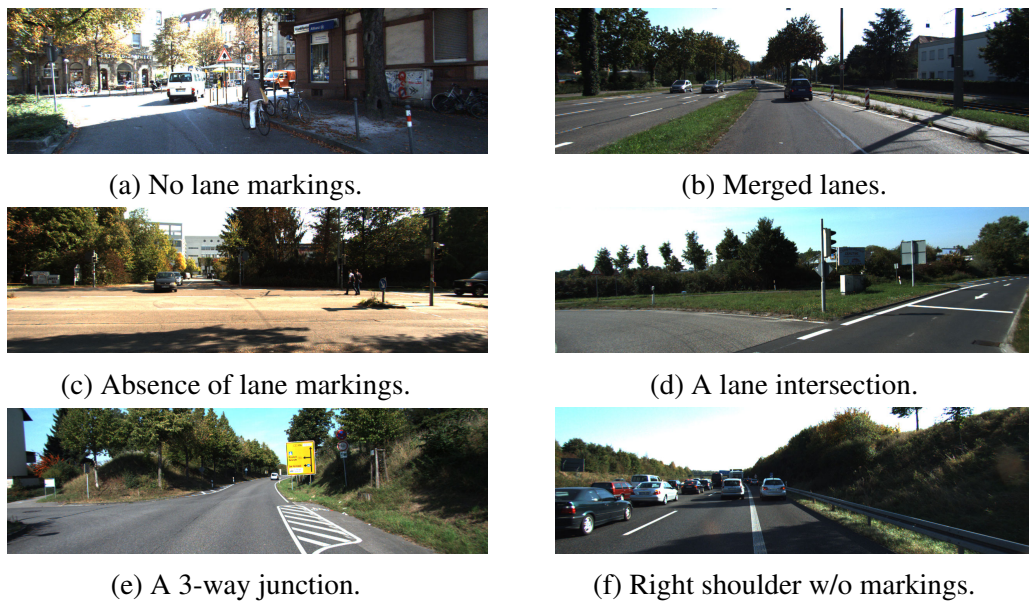 (a) No lane markings.
(b) Merged lanes.
(c) Absence of lane markings.
(d) A lane intersection.
(e) A 3-way junction.
(f) Right shoulder w/o markings.